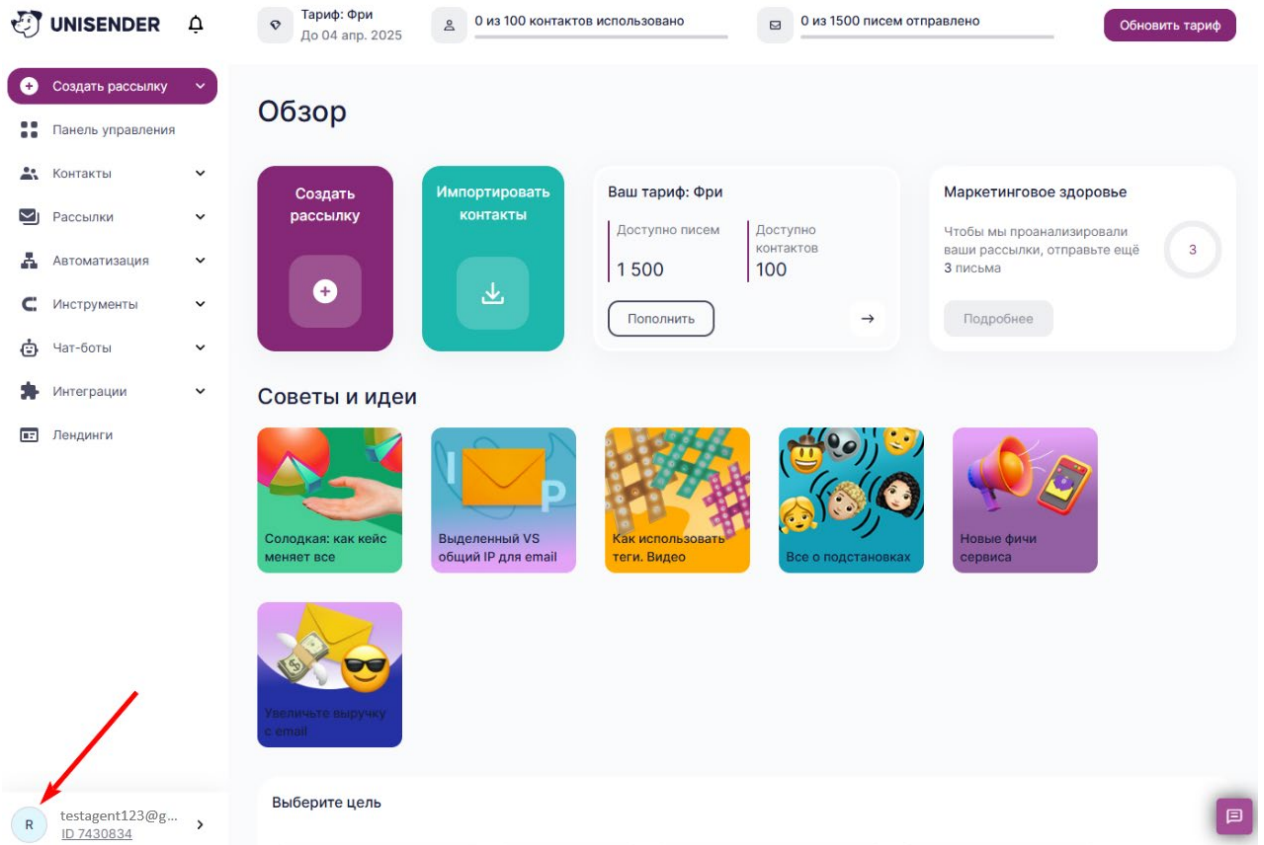 UNISENDER
Тариф: Фри
До 04 апр. 2025
0 из 100 контактов использовано
0 из 1500 писем отправлено
Обновить тариф
Создать рассылку
Панель управления
Контакты
Рассылки
Автоматизация
Инструменты
Чат-боты
Интеграции
Лендинги
Обзор
Создать
рассылку
Импортировать
контакты
Ваш тариф: Фри
Доступно писем
1 500
Доступно
контактов
100
Пополнить
Маркетинговое здоровье
Чтобы мы проанализировали
ваши рассылки, отправьте ещё
3 письма
3
Подробнее
Советы и идеи
Солодкая: как кейс
меняет все
I P
Выделенный VS
общий IP для email
Как использовать
теги. Видео
Все о подстановках
Новые фичи
сервиса
Увеличьте выручку
с email
Выберите цель
R
testagent123@g...
ID 7430834